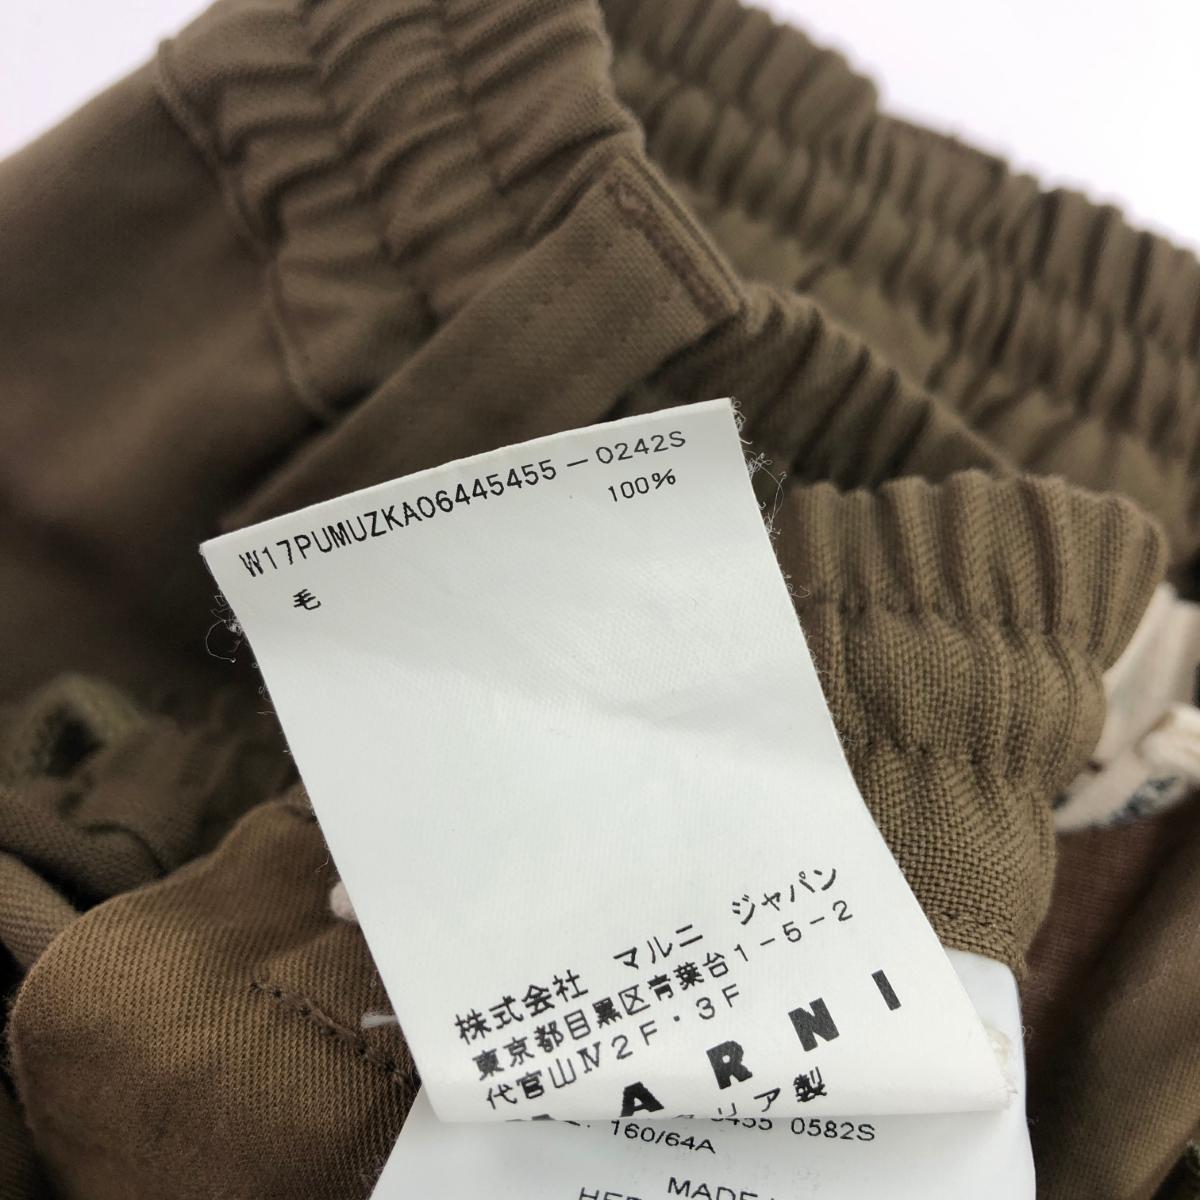 W17PUMUZKA06445455-0242S
毛 100%
株式会社 マルニ ジャパン
東京都目黒区青葉台1-5-2
代官山Ⅳ2F・3F
ARNI
リア製
0582S
160/64A
MADE